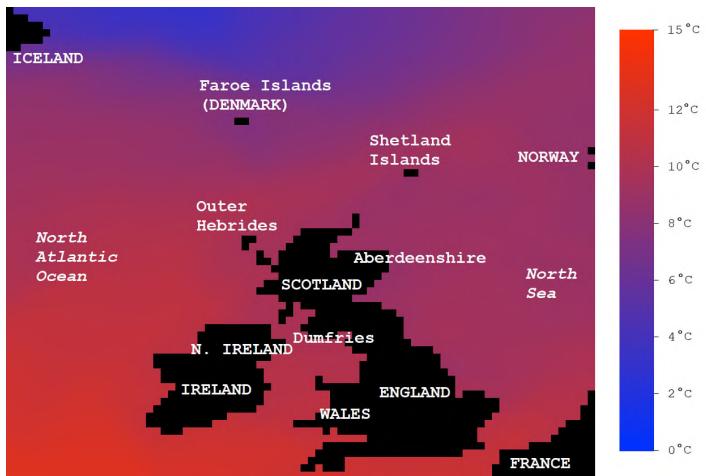 ICELAND
Faroe Islands
(DENMARK)
Shetland
Islands
NORWAY
Outer
Hebrides
North
Atlantic
Ocean
Aberdeenshire
SCOTLAND
North
Sea
Dumfries
N. IRELAND
IRELAND
ENGLAND
WALES
FRANCE
15°C
12°C
10°C
8°C
6°C
4°C
2°C
0°C